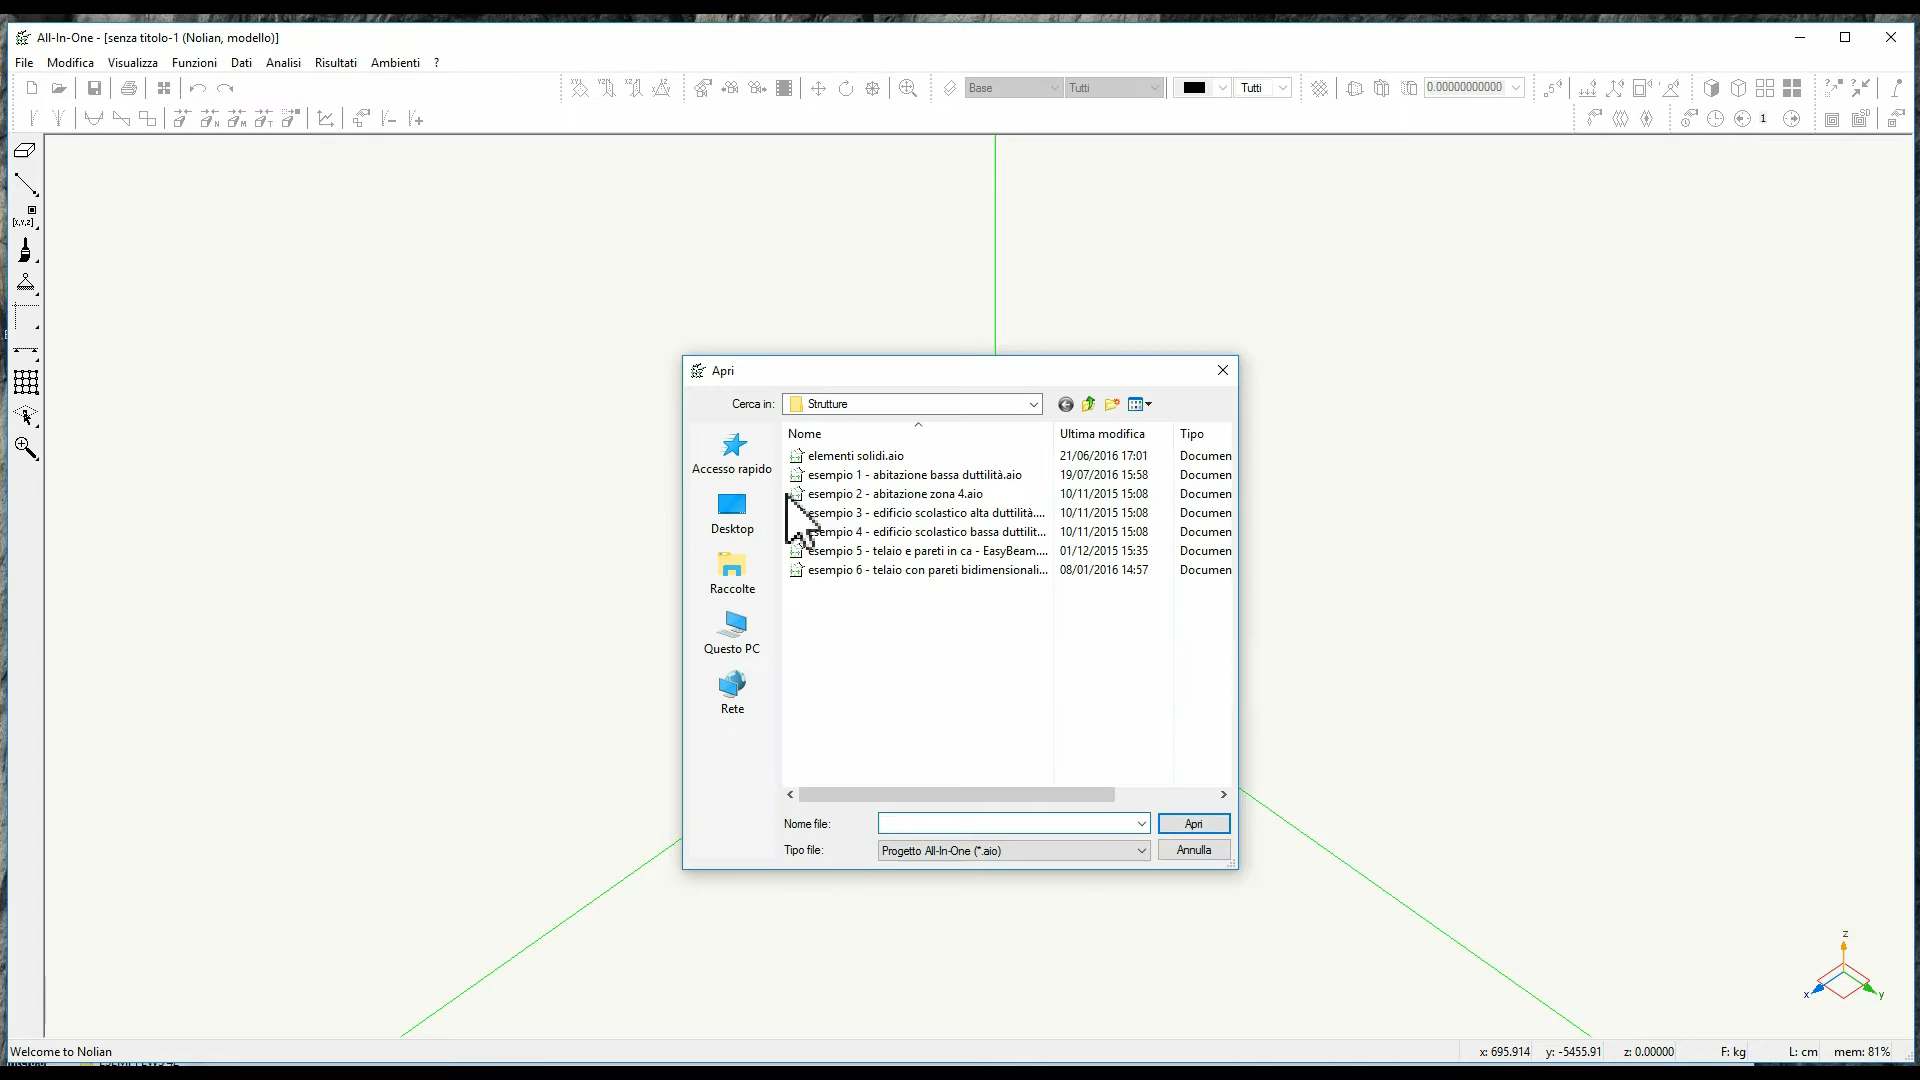 All-In-One - [senza titolo-1 (Nolian, modello)]
File Modifica Visualizza Funzioni Dati Analisi Risultati Ambienti ?
Base Tutti Tutti 0.00000000000
1
Apri
Cerca in: Strutture
Nome Ultima modifica Tipo
elementi solidi.aio 21/06/2016 17:01 Documen
esempio 1 - abitazione bassa duttilità.aio 19/07/2016 15:58 Documen
esempio 2 - abitazione zona 4.aio 10/11/2015 15:08 Documen
esempio 3 - edificio scolastico alta duttilità.... 10/11/2015 15:08 Documen
esempio 4 - edificio scolastico bassa duttilit... 10/11/2015 15:08 Documen
esempio 5 - telaio e pareti in ca - EasyBeam.... 01/12/2015 15:35 Documen
esempio 6 - telaio con pareti bidimensionali... 08/01/2016 14:57 Documen
Accesso rapido
Desktop
Raccolte
Questo PC
Rete
Nome file: Apri
Tipo file: Progetto All-In-One (*.aio) Annulla
z
x y
Welcome to Nolian x: 695.914 y: -5455.91 z: 0.00000 F: kg L: cm mem: 81%